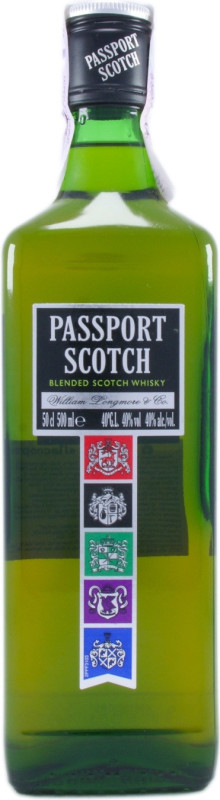 PASSPORT
SCOTCH
PASSPORT
SCOTCH
BLENDED SCOTCH WHISKY
William Longmore & Co.
50 cl 500 ml e 40°G.L. 40% vol 40% alc./vol.